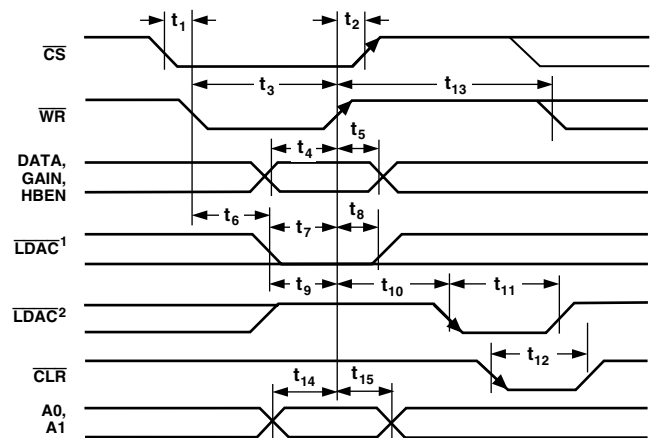 t1 t2
CS
t3 t13
WR
t4 t5
DATA,
GAIN,
HBEN
t6 t7 t8
LDAC1
t9 t10 t11
LDAC2
t12
CLR
t14 t15
A0,
A1